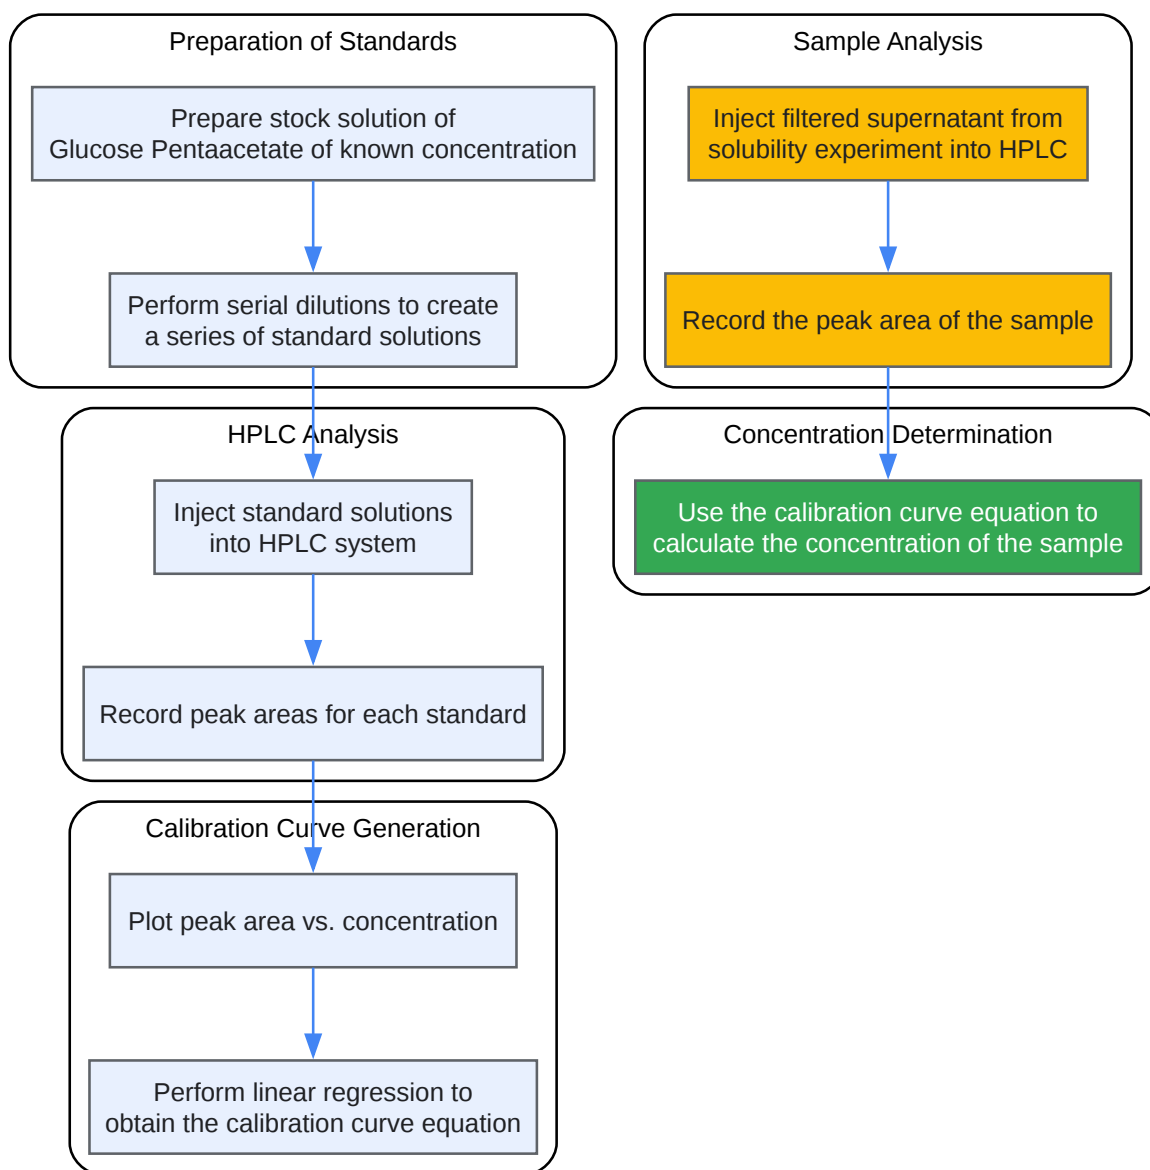 Preparation of Standards
Prepare stock solution of
Glucose Pentaacetate of known concentration
Perform serial dilutions to create
a series of standard solutions
HPLC Analysis
Inject standard solutions
into HPLC system
Record peak areas for each standard
Calibration Curve Generation
Plot peak area vs. concentration
Perform linear regression to
obtain the calibration curve equation
Sample Analysis
Inject filtered supernatant from
solubility experiment into HPLC
Record the peak area of the sample
Concentration Determination
Use the calibration curve equation to
calculate the concentration of the sample